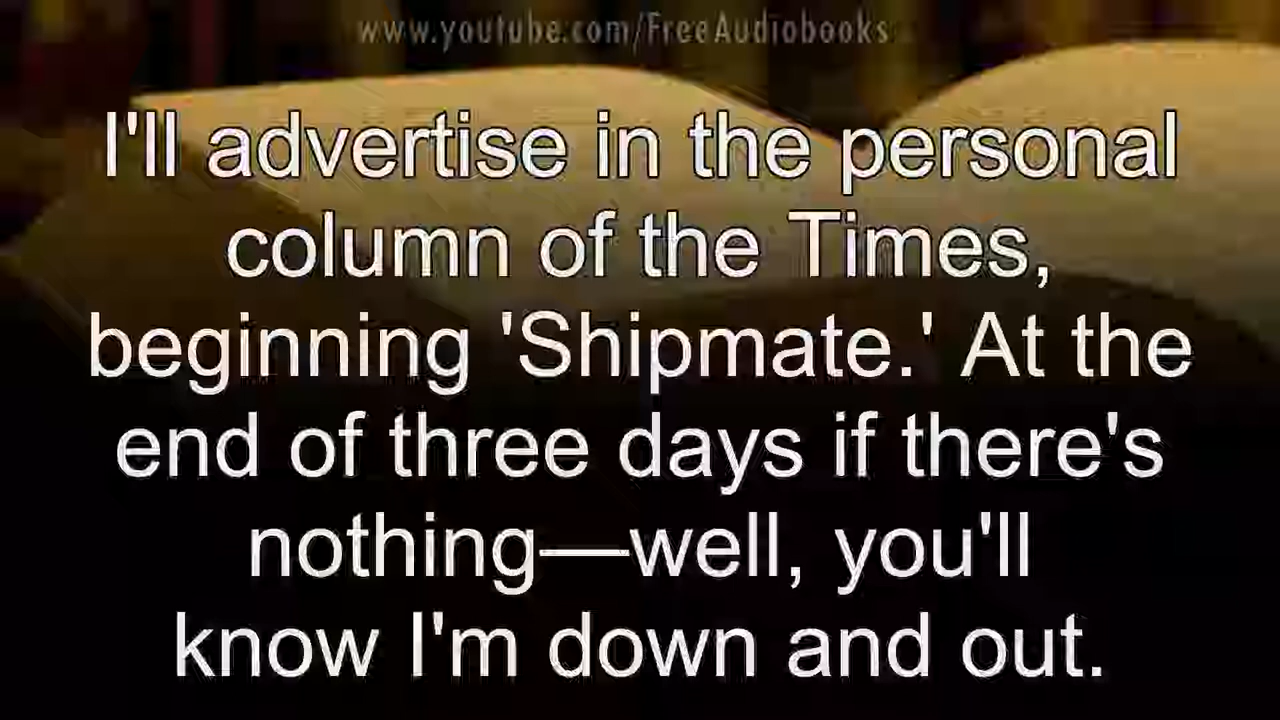 www.youtube.com/FreeAudiobooks
I'll advertise in the personal
column of the Times,
beginning 'Shipmate.' At the
end of three days if there's
nothing—well, you'll
know I'm down and out.